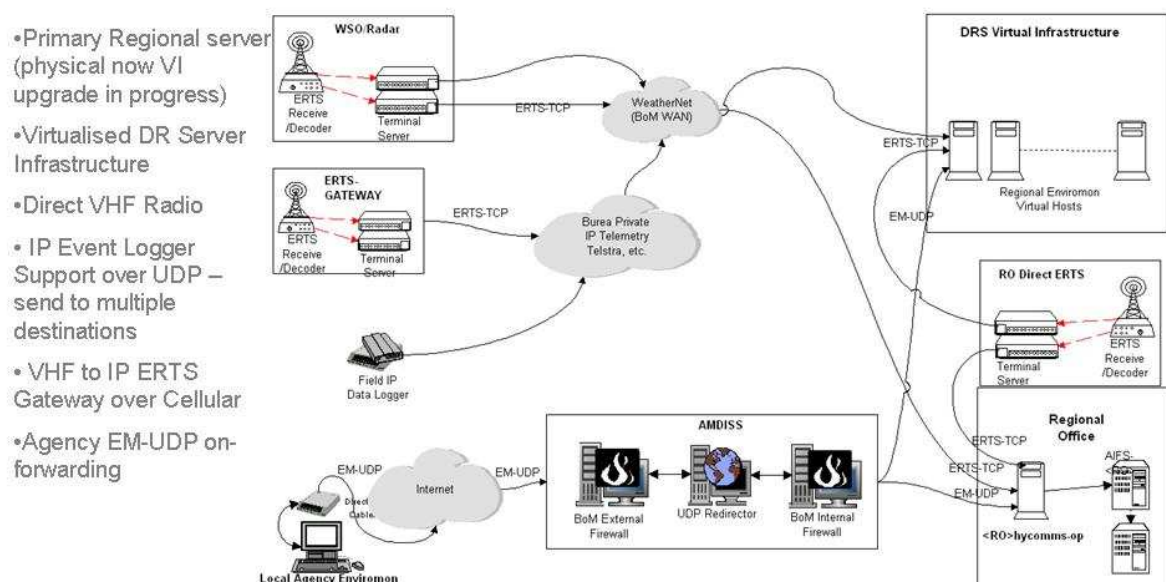 •Primary Regional server
(physical now VI
upgrade in progress)
•Virtualised DR Server
Infrastructure
•Direct VHF Radio
• IP Event Logger
Support over UDP –
send to multiple
destinations
• VHF to IP ERTS
Gateway over Cellular
•Agency EM-UDP on-
forwarding
WSO/Radar
ERTS
Receive
/Decoder
Terminal
Server
ERTS-TCP
WeatherNet
(BoM WAN)
ERTS-
GATEWAY
ERTS
Receive
/Decoder
Terminal
Server
ERTS-TCP
Burea Private
IP Telemetry
Telstra, etc.
Field IP
Data Logger
DRS Virtual Infrastructure
ERTS-TCP
EM-UDP
Regional Enviromon
Virtual Hosts
RO Direct ERTS
Terminal
Server
ERTS
Receive
/Decoder
AMDISS
BoM External
Firewall
UDP Redirector
BoM Internal
Firewall
EM-UDP
Direct
Cable.
Internet
EM-UDP
Local Agency Enviromon
Regional
Office
ERTS-TCP
ERTS-TCP
EM-UDP
AIFS-
<RO>hycomms-op